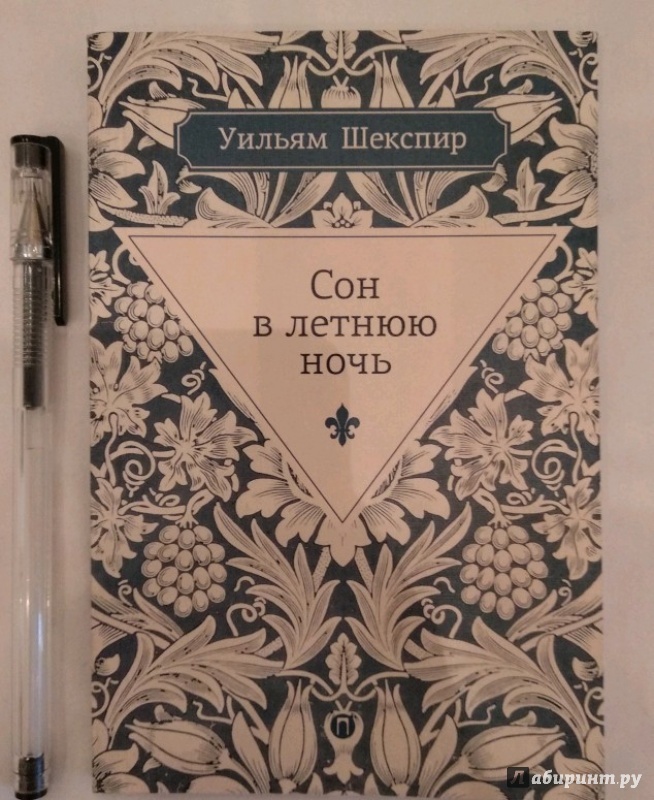 Уильям Шекспир
Сон
в летнюю
ночь
Лабиринт.ру